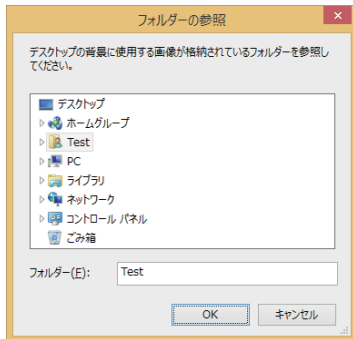 フォルダーの参照
デスクトップの背景に使用する画像が格納されているフォルダーを参照し
てください。
デスクトップ
ホームグループ
Test
PC
ライブラリ
ネットワーク
コントロール パネル
ごみ箱
フォルダー(F):
Test
OK
キャンセル